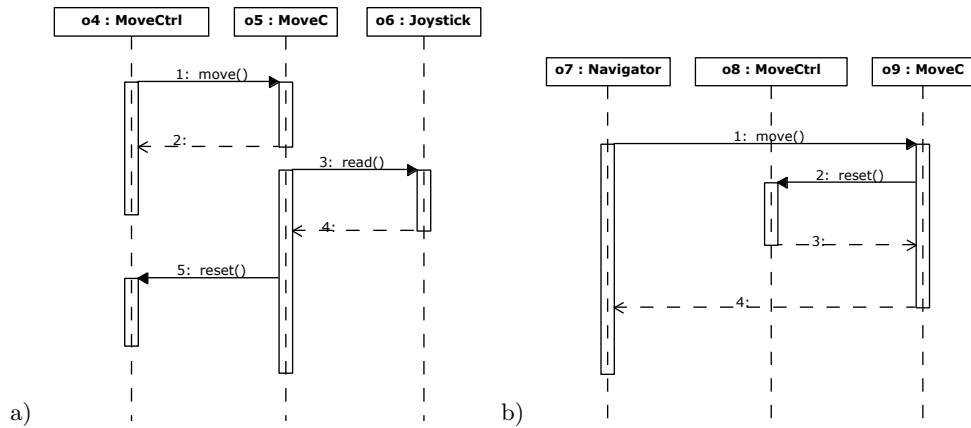 o4 : MoveCtrl
o5 : MoveC
o6 : Joystick
1: move()
2:
3: read()
4:
5: reset()
a)
o7 : Navigator
o8 : MoveCtrl
o9 : MoveC
1: move()
2: reset()
3:
4:
b)